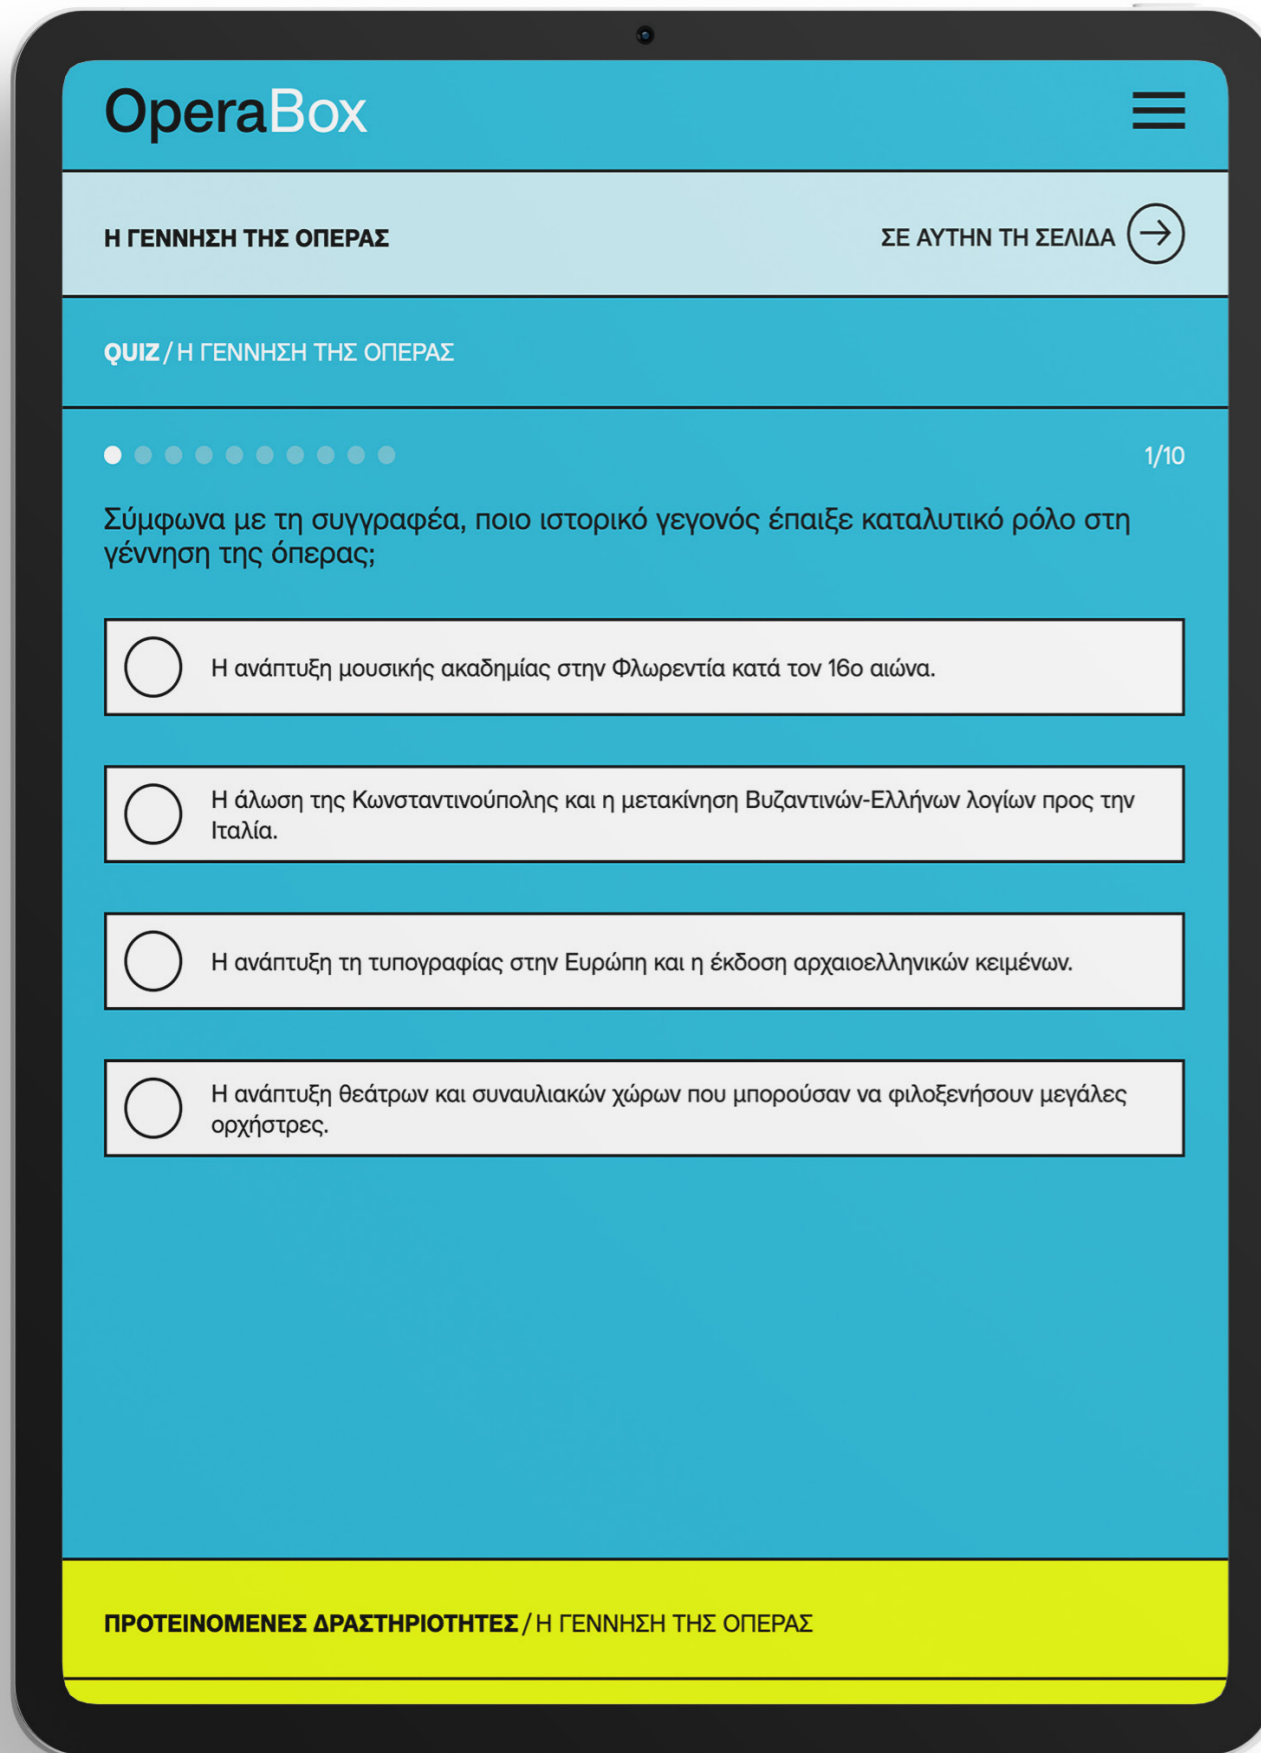 OperaBox
Η ΓΕΝΝΗΣΗ ΤΗΣ ΟΠΕΡΑΣ
ΣΕ ΑΥΤΗΝ ΤΗ ΣΕΛΙΔΑ
QUIZ / Η ΓΕΝΝΗΣΗ ΤΗΣ ΟΠΕΡΑΣ
1/10
Σύμφωνα με τη συγγραφέα, ποιο ιστορικό γεγονός έπαιξε καταλυτικό ρόλο στη
γέννηση της όπερας;
Η ανάπτυξη μουσικής ακαδημίας στην Φλωρεντία κατά τον 16ο αιώνα.
Η άλωση της Κωνσταντινούπολης και η μετακίνηση Βυζαντινών-Ελλήνων λογίων προς την
Ιταλία.
Η ανάπτυξη τη τυπογραφίας στην Ευρώπη και η έκδοση αρχαιοελληνικών κειμένων.
Η ανάπτυξη θεάτρων και συναυλιακών χώρων που μπορούσαν να φιλοξενήσουν μεγάλες
ορχήστρες.
ΠΡΟΤΕΙΝΟΜΕΝΕΣ ΔΡΑΣΤΗΡΙΟΤΗΤΕΣ / Η ΓΕΝΝΗΣΗ ΤΗΣ ΟΠΕΡΑΣ